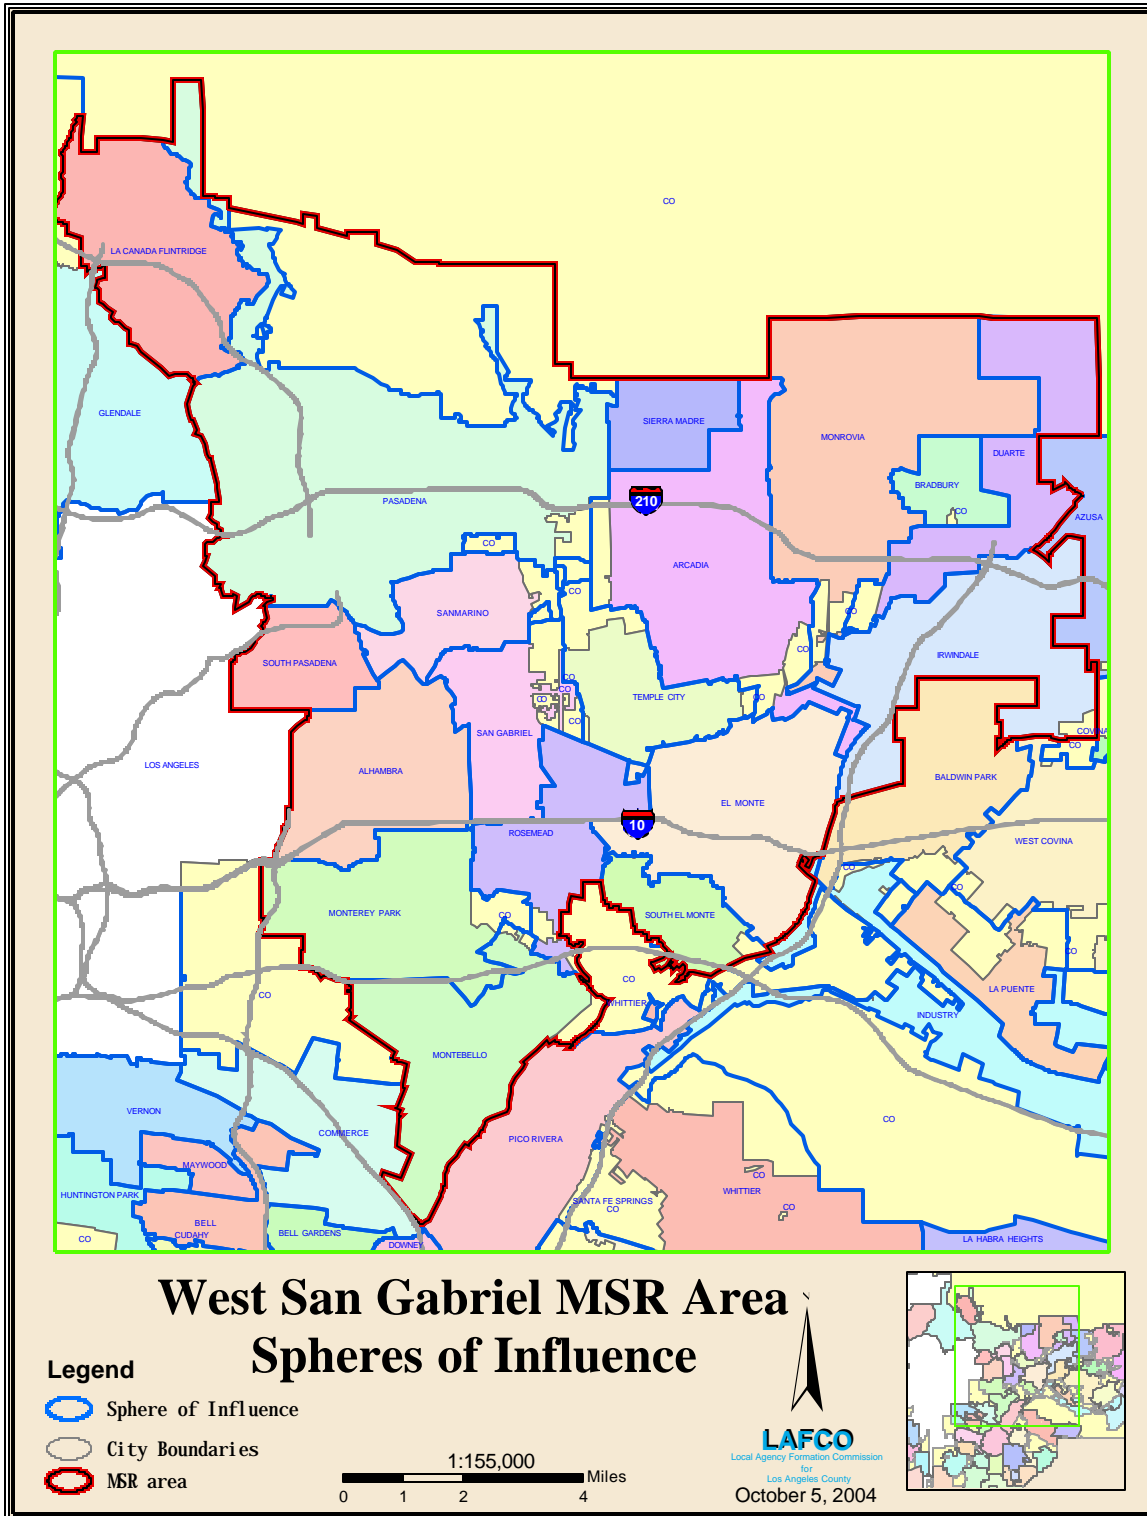 CO
LA CANADA FLINTRIDGE
GLENDALE
SIERRA MADRE
MONROVIA
DUARTE
BRADBURY
CO
AZUSA
PASADENA
210
CO
ARCADIA
CO
SANMARINO
CO
SOUTH PASADENA
CO
IRWINDALE
CO
CO
TEMPLE CITY
CO
CO
CO
SAN GABRIEL
COVINA
CO
LOS ANGELES
ALHAMBRA
BALDWIN PARK
EL MONTE
10
ROSEMEAD
WEST COVINA
CO
CO
MONTEREY PARK
CO
SOUTH EL MONTE
CO
CO
CO
LA PUENTE
WHITTIER
INDUSTRY
MONTEBELLO
VERNON
CO
COMMERCE
PICO RIVERA
MAYWOOD
CO
HUNTINGTON PARK
WHITTIER
SANTA FE SPRINGS
CO
CO
BELL
CUDAHY
BELL GARDENS
CO
DOWNEY
LA HABRA HEIGHTS
West San Gabriel MSR Area
Spheres of Influence
Legend
Sphere of Influence
City Boundaries
MSR area
1:155,000
Miles
0 1 2 4
LAFCO
Local Agency Formation Commission
for
Los Angeles County
October 5, 2004